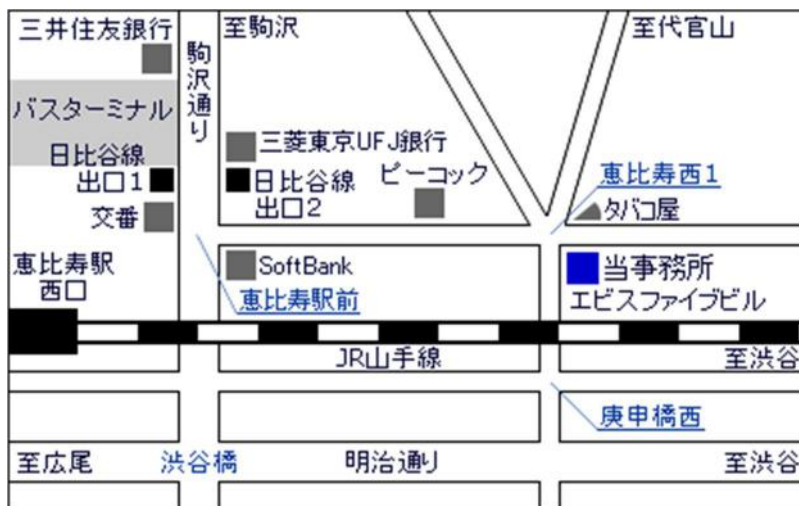 三井住友銀行
駒沢通り
至駒沢
至代官山
バスターミナル
日比谷線
出口1
交番
三菱東京UFJ銀行
日比谷線
出口2
ピーコック
恵比寿西1
タバコ屋
恵比寿駅
西口
SoftBank
恵比寿駅前
当事務所
エビスファイブビル
JR山手線
至渋谷
庚申橋西
至広尾
渋谷橋
明治通り
至渋谷